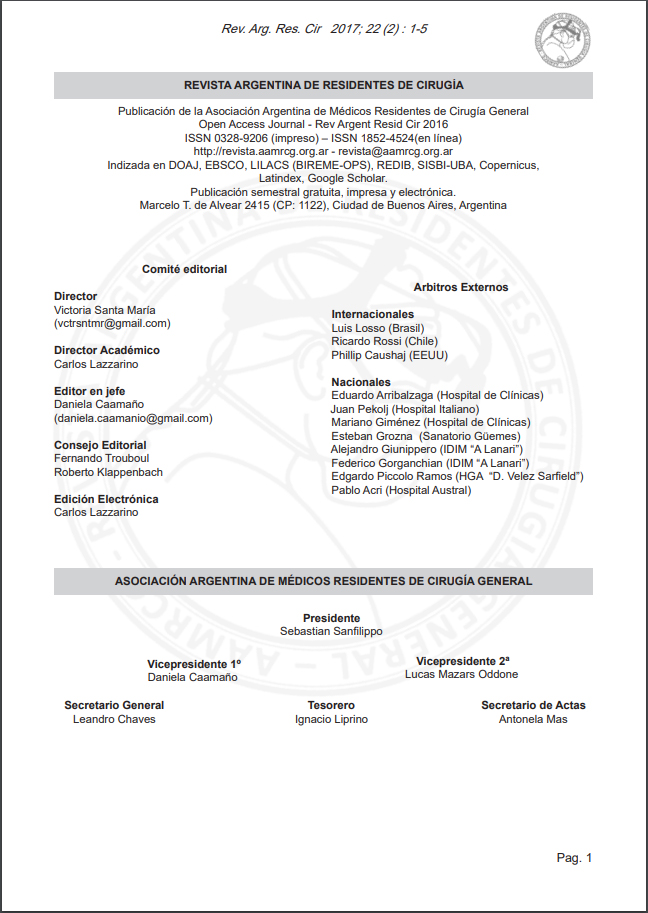 Rev. Arg. Res. Cir 2017; 22 (2) : 1-5
REVISTA ARGENTINA DE RESIDENTES DE CIRUGÍA
Publicación de la Asociación Argentina de Médicos Residentes de Cirugía General
Open Access Journal - Rev Argent Resid Cir 2016
ISSN 0328-9206 (impreso) – ISSN 1852-4524(en línea)
http://revista.aamrcg.org.ar - revista@aamrcg.org.ar
Indizada en DOAJ, EBSCO, LILACS (BIREME-OPS), REDIB, SISBI-UBA, Copernicus,
Latindex, Google Scholar.
Publicación semestral gratuita, impresa y electrónica.
Marcelo T. de Alvear 2415 (CP: 1122), Ciudad de Buenos Aires, Argentina
Comité editorial
Director
Victoria Santa María
(vctrsntmr@gmail.com)
Director Académico
Carlos Lazzarino
Editor en jefe
Daniela Caamaño
(daniela.caamanio@gmail.com)
Consejo Editorial
Fernando Trouboul
Roberto Klappenbach
Edición Electrónica
Carlos Lazzarino
Arbitros Externos
Internacionales
Luis Losso (Brasil)
Ricardo Rossi (Chile)
Phillip Caushaj (EEUU)
Nacionales
Eduardo Arribalzaga (Hospital de Clínicas)
Juan Pekolj (Hospital Italiano)
Mariano Giménez (Hospital de Clínicas)
Esteban Grozna (Sanatorio Güemes)
Alejandro Giunippero (IDIM “A Lanari”)
Federico Gorganchian (IDIM “A Lanari”)
Edgardo Piccolo Ramos (HGA “D. Velez Sarfield”)
Pablo Acri (Hospital Austral)
ASOCIACIÓN ARGENTINA DE MÉDICOS RESIDENTES DE CIRUGÍA GENERAL
Presidente
Sebastian Sanfilippo
Vicepresidente 1º
Daniela Caamaño
Vicepresidente 2ª
Lucas Mazars Oddone
Secretario General
Leandro Chaves
Tesorero
Ignacio Liprino
Secretario de Actas
Antonela Mas
Pag. 1